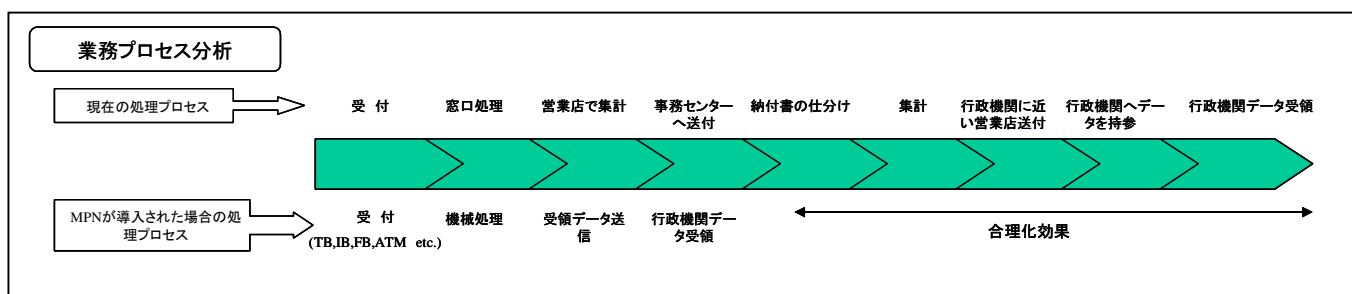 業務プロセス分析
現在の処理プロセス
受 付
窓口処理
営業店で集計
事務センター
へ送付
納付書の仕分け
集計
行政機関に近
い営業店送付
行政機関へデー
タを持参
行政機関データ受領
MPNが導入された場合の処
理プロセス
受 付
(TB,IB,FB,ATM etc.)
機械処理
受領データ送
信
行政機関デー
タ受領
合理化効果